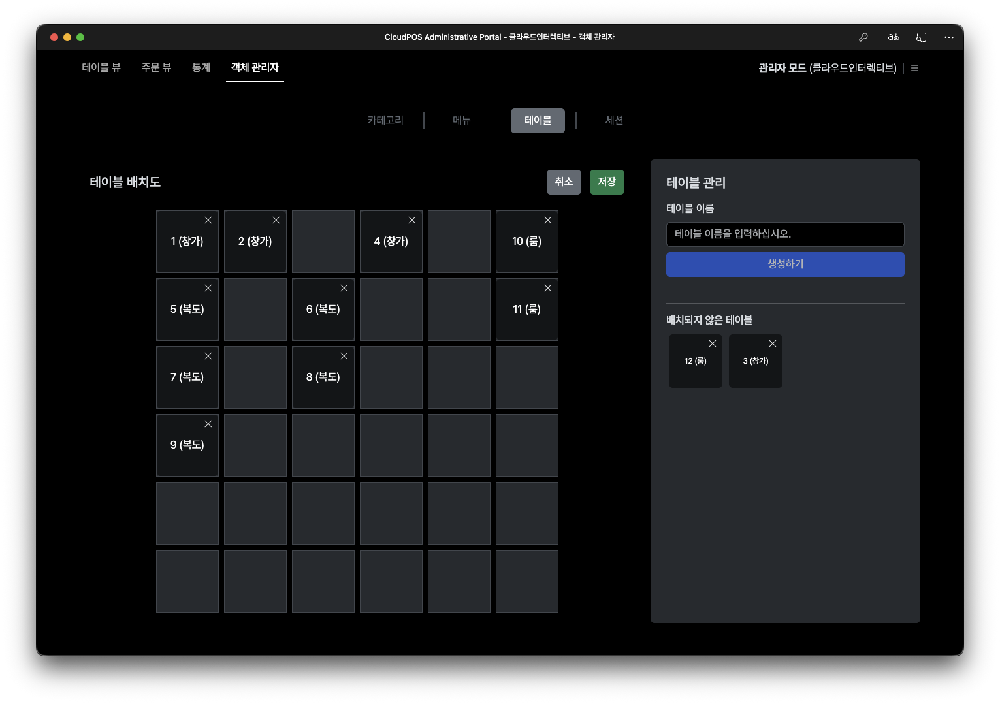 CloudPOS Administrative Portal - 클라우드인터렉티브 - 객체 관리자
aあ
테이블 뷰 주문 뷰 통계 객체 관리자
관리자 모드 (클라우드인터렉티브)
카테고리 메뉴 테이블 세션
테이블 배치도
취소 저장
1 (창가) 2 (창가) 4 (창가) 10 (룸)
5 (복도) 6 (복도) 11 (룸)
7 (복도) 8 (복도)
9 (복도)
테이블 관리
테이블 이름
테이블 이름을 입력하십시오.
생성하기
배치되지 않은 테이블
12 (룸) 3 (창가)